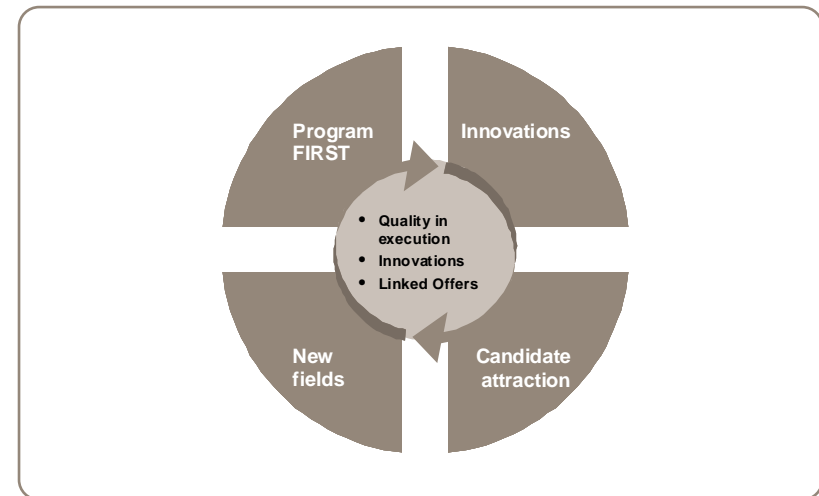 Program
FIRST
Innovations
• Quality in
execution
• Innovations
• Linked Offers
New
fields
Candidate
attraction